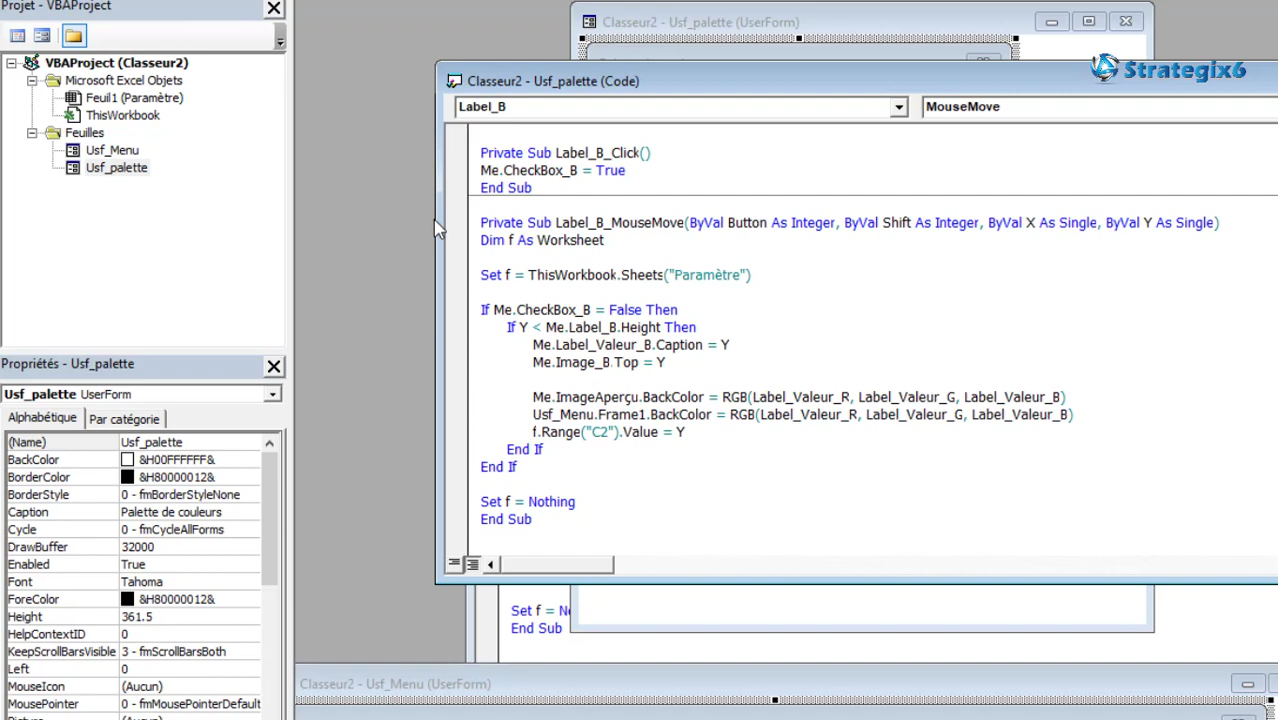 Projet - VBAProject
VBAProject (Classeur2)
Microsoft Excel Objets
Feuil1 (Paramètre)
ThisWorkbook
Feuilles
Usf_Menu
Usf_palette
Propriétés - Usf_palette
Usf_palette UserForm
Alphabétique Par catégorie
(Name) Usf_palette
BackColor &H00FFFFFF&
BorderColor &H80000012&
BorderStyle 0 - fmBorderStyleNone
Caption Palette de couleurs
Cycle 0 - fmCycleAllForms
DrawBuffer 32000
Enabled True
Font Tahoma
ForeColor &H80000012&
Height 361.5
HelpContextID 0
KeepScrollBarsVisible 3 - fmScrollBarsBoth
Left 0
MouseIcon (Aucun)
MousePointer 0 - fmMousePointerDefault
Classeur2 - Usf_palette (UserForm)
Strategix6
Classeur2 - Usf_palette (Code)
Label_B MouseMove
Private Sub Label_B_Click()
Me.CheckBox_B = True
End Sub
Private Sub Label_B_MouseMove(ByVal Button As Integer, ByVal Shift As Integer, ByVal X As Single, ByVal Y As Single)
Dim f As Worksheet
Set f = ThisWorkbook.Sheets("Paramètre")
If Me.CheckBox_B = False Then
If Y < Me.Label_B.Height Then
Me.Label_Valeur_B.Caption = Y
Me.Image_B.Top = Y
Me.ImageAperçu.BackColor = RGB(Label_Valeur_R, Label_Valeur_G, Label_Valeur_B)
Usf_Menu.Frame1.BackColor = RGB(Label_Valeur_R, Label_Valeur_G, Label_Valeur_B)
f.Range("C2").Value = Y
End If
End If
Set f = Nothing
End Sub
Set f = N
End Sub
Classeur2 - Usf_Menu (UserForm)